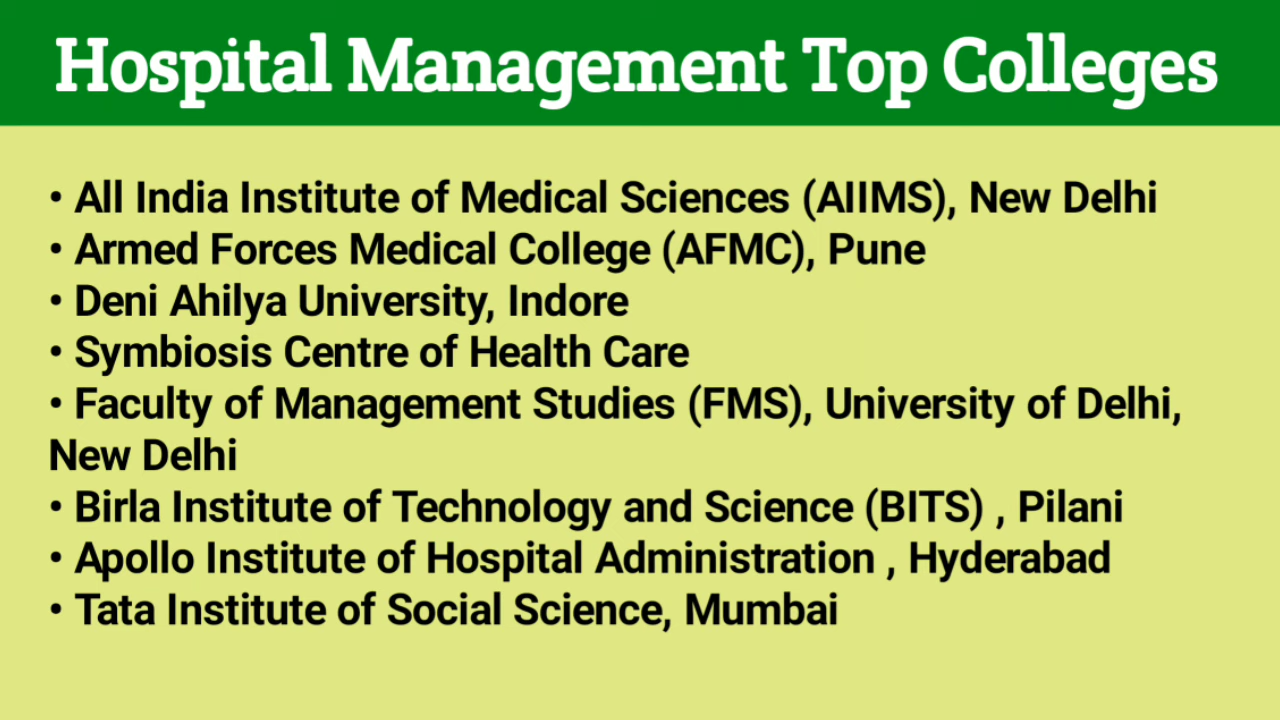 Hospital Management Top Colleges
• All India Institute of Medical Sciences (AIIMS), New Delhi
• Armed Forces Medical College (AFMC), Pune
• Deni Ahilya University, Indore
• Symbiosis Centre of Health Care
• Faculty of Management Studies (FMS), University of Delhi,
New Delhi
• Birla Institute of Technology and Science (BITS) , Pilani
• Apollo Institute of Hospital Administration , Hyderabad
• Tata Institute of Social Science, Mumbai